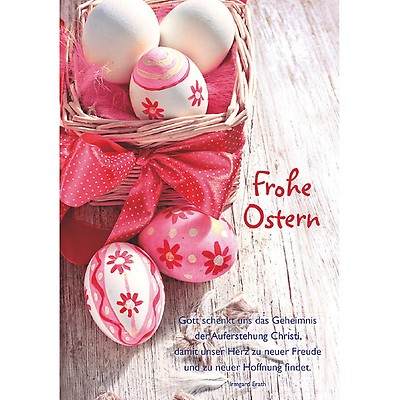 Frohe
Ostern
Gott schenkt uns das Geheimnis
der Auferstehung Christi,
damit unser Herz zu neuer Freude
und zu neuer Hoffnung findet.
Irmgard Erath